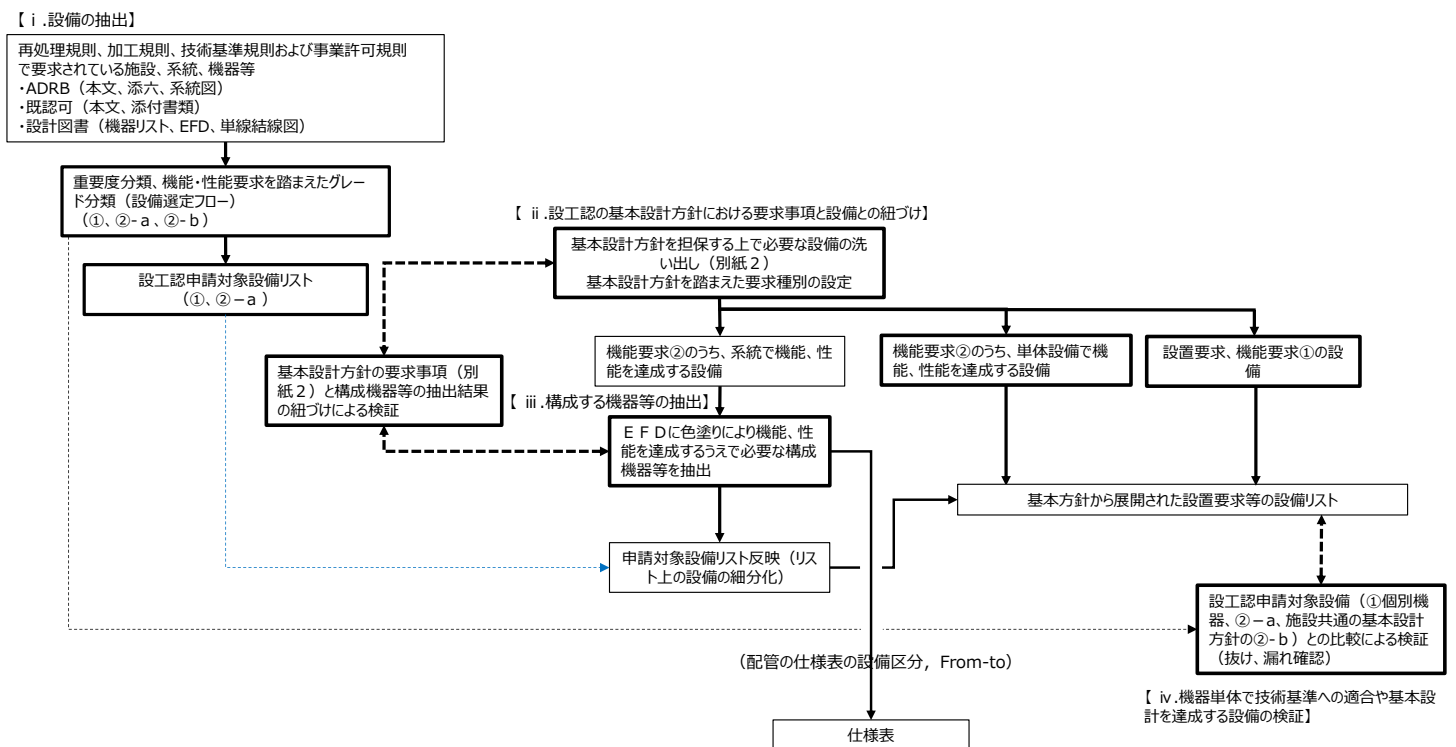 【ⅰ.設備の抽出】
再処理規則、加工規則、技術基準規則および事業許可規則
で要求されている施設、系統、機器等
・ADRB（本文、添六、系統図）
・既認可（本文、添付書類）
・設計図書（機器リスト、EFD、単線結線図）
重要度分類、機能・性能要求を踏まえたグレー
ド分類（設備選定フロー）
（①、②-ａ、②-ｂ）
設工認申請対象設備リスト
（①、②－ａ）
【ⅱ.設工認の基本設計方針における要求事項と設備との紐づけ】
基本設計方針を担保する上で必要な設備の洗
い出し（別紙２）
基本設計方針を踏まえた要求種別の設定
機能要求②のうち、系統で機能、性
能を達成する設備
機能要求②のうち、単体設備で機
能、性能を達成する設備
設置要求、機能要求①の設
備
基本設計方針の要求事項（別
紙２）と構成機器等の抽出結果
の紐づけによる検証
【ⅲ.構成する機器等の抽出】
ＥＦＤに色塗りにより機能、性
能を達成するうえで必要な構成
機器等を抽出
基本方針から展開された設置要求等の設備リスト
申請対象設備リスト反映（リス
ト上の設備の細分化）
設工認申請対象設備（①個別機
器、②－ａ、施設共通の基本設計
方針の②-ｂ）との比較による検証
（抜け、漏れ確認）
（配管の仕様表の設備区分，From-to）
【ⅳ.機器単体で技術基準への適合や基本設
計を達成する設備の検証】
仕様表